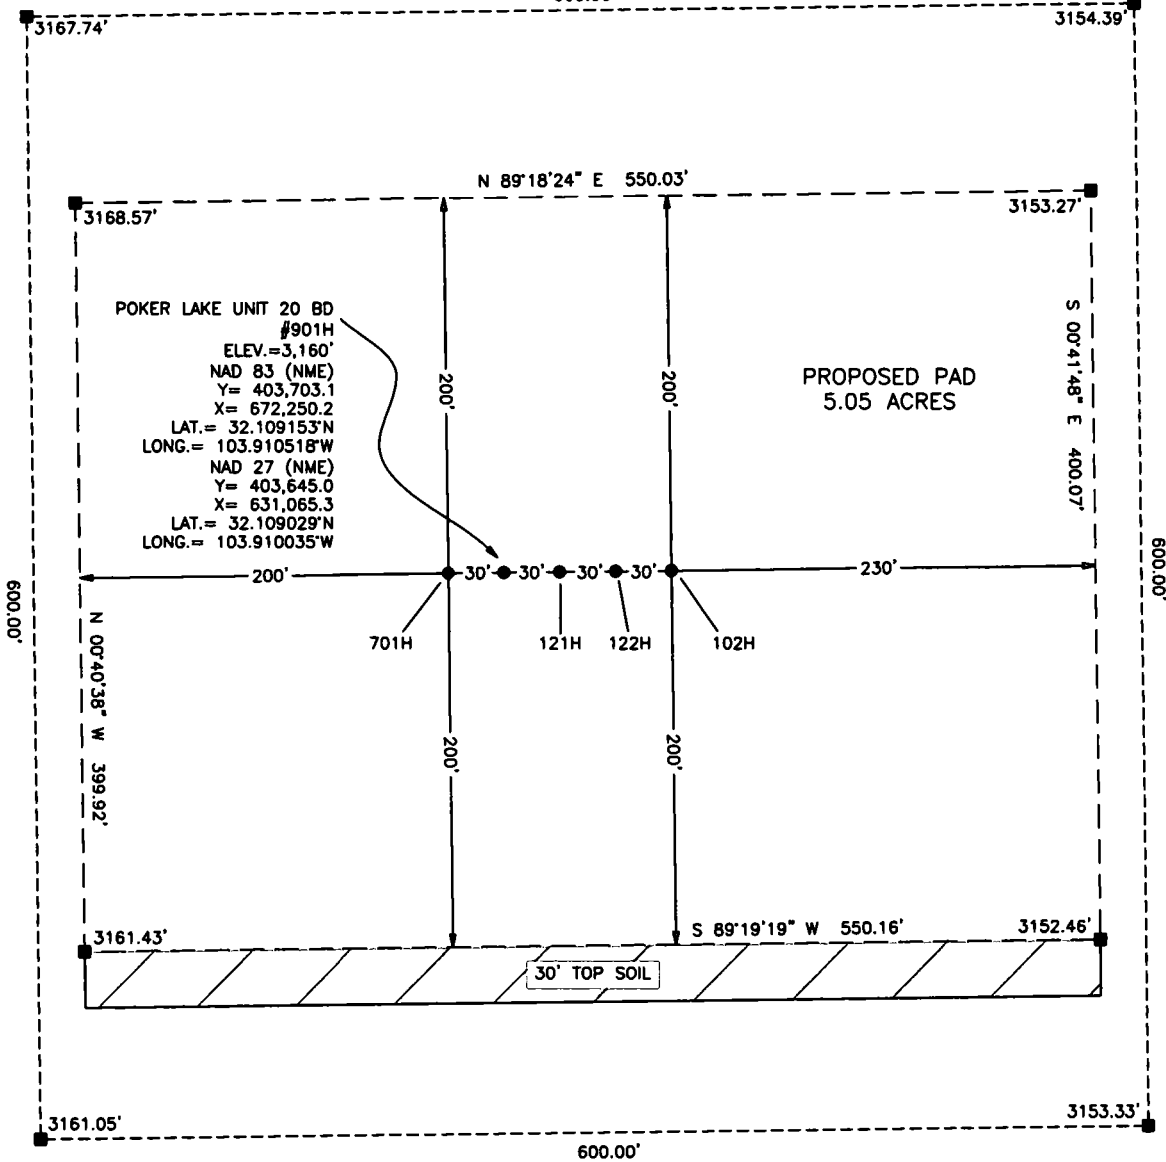 3167.74'
3154.39'
N 89°18'24" E 550.03'
3168.57'
3153.27'
POKER LAKE UNIT 20 BD
#901H
ELEV.=3,160'
NAD 83 (NME)
Y= 403,703.1
X= 672,250.2
LAT.= 32.109153°N
LONG.= 103.910518°W
NAD 27 (NME)
Y= 403,645.0
X= 631,065.3
LAT.= 32.109029°N
LONG.= 103.910035°W
200'
200'
PROPOSED PAD
5.05 ACRES
S 00°41'48" E 400.07'
600.00'
600.00'
200'
30'
30'
30'
30'
230'
701H
121H
122H
102H
N 00°40'38" W 399.92'
200'
200'
3161.43'
S 89°19'19" W 550.16'
3152.46'
30' TOP SOIL
3161.05'
3153.33'
600.00'